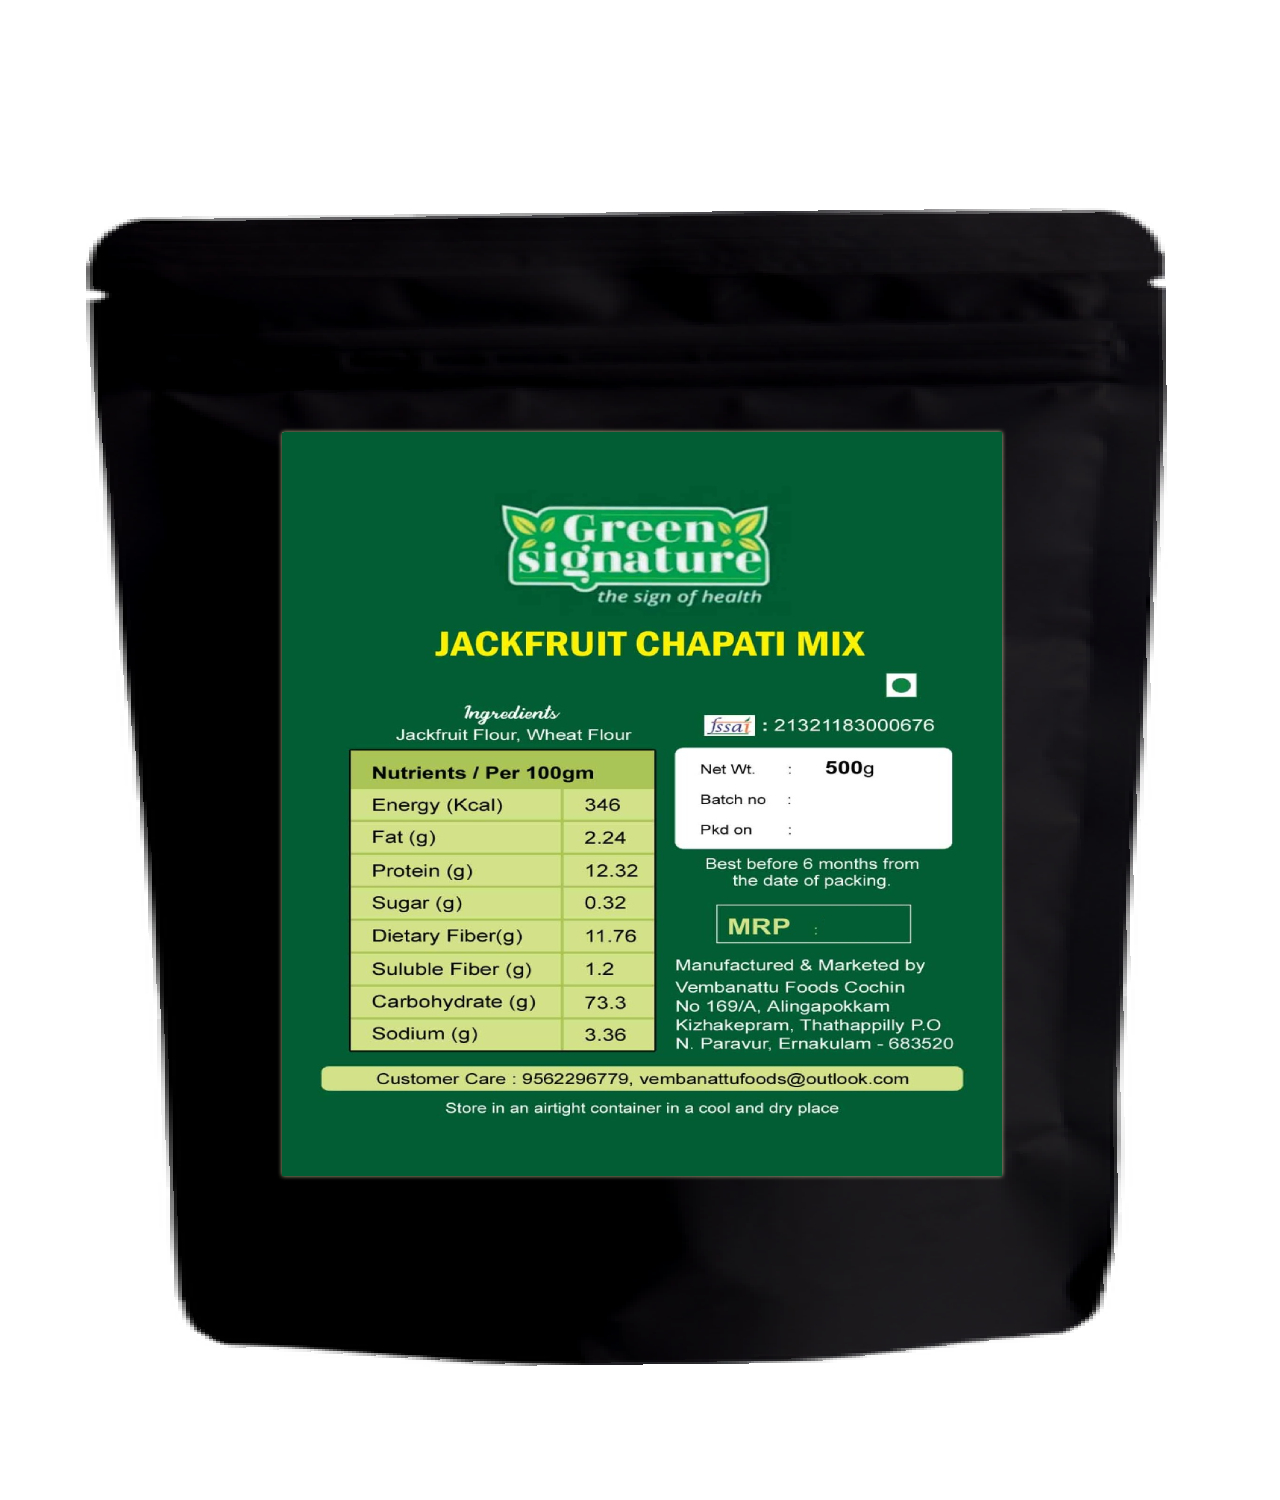 Green
signature
the sign of health
JACKFRUIT CHAPATI MIX
Ingredients
Jackfruit Flour, Wheat Flour
Nutrients / Per 100gm
Energy (Kcal) 346
Fat (g) 2.24
Protein (g) 12.32
Sugar (g) 0.32
Dietary Fiber(g) 11.76
Suluble Fiber (g) 1.2
Carbohydrate (g) 73.3
Sodium (g) 3.36
fssai : 21321183000676
Net Wt. : 500g
Batch no :
Pkd on :
Best before 6 months from
the date of packing.
MRP :
Manufactured & Marketed by
Vembanattu Foods Cochin
No 169/A, Alingapokkam
Kizhakepram, Thathappilly P.O
N. Paravur, Ernakulam - 683520
Customer Care : 9562296779, vembanattufoods@outlook.com
Store in an airtight container in a cool and dry place